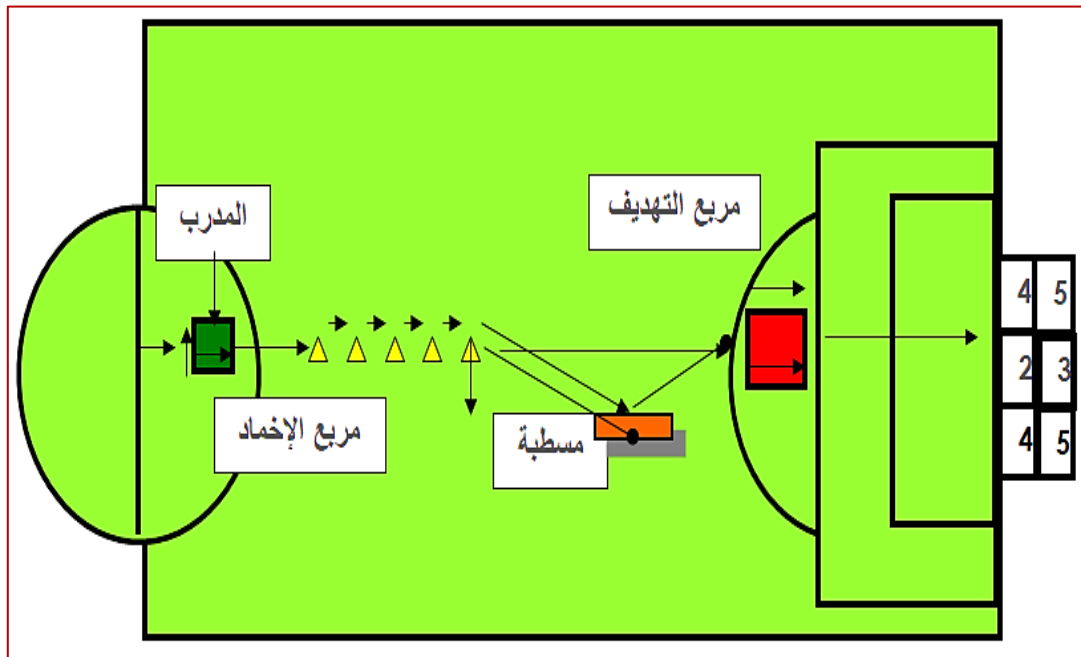 المدرب
مربع التهديف
مربع الإخماد
مسطبة
4 5
2 3
4 5